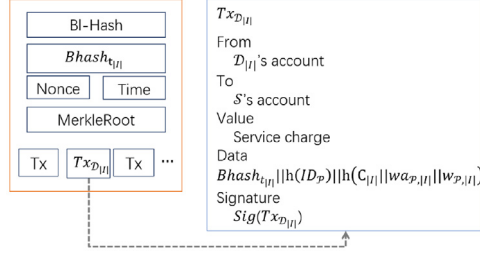 BI-Hash
Bhash_{t_{|I|}}
Nonce Time
MerkleRoot
Tx Tx_{𝒟_{|I|}} Tx ···
Tx_{𝒟_{|I|}}
From
𝒟_{|I|}'s account
To
𝒮's account
Value
Service charge
Data
Bhash_{t_{|I|}}||h(ID_𝒫)||h(C_{|I|}||wa_{𝒫,|I|}||w_{𝒫,|I|})
Signature
Sig(Tx_{𝒟_{|I|}})